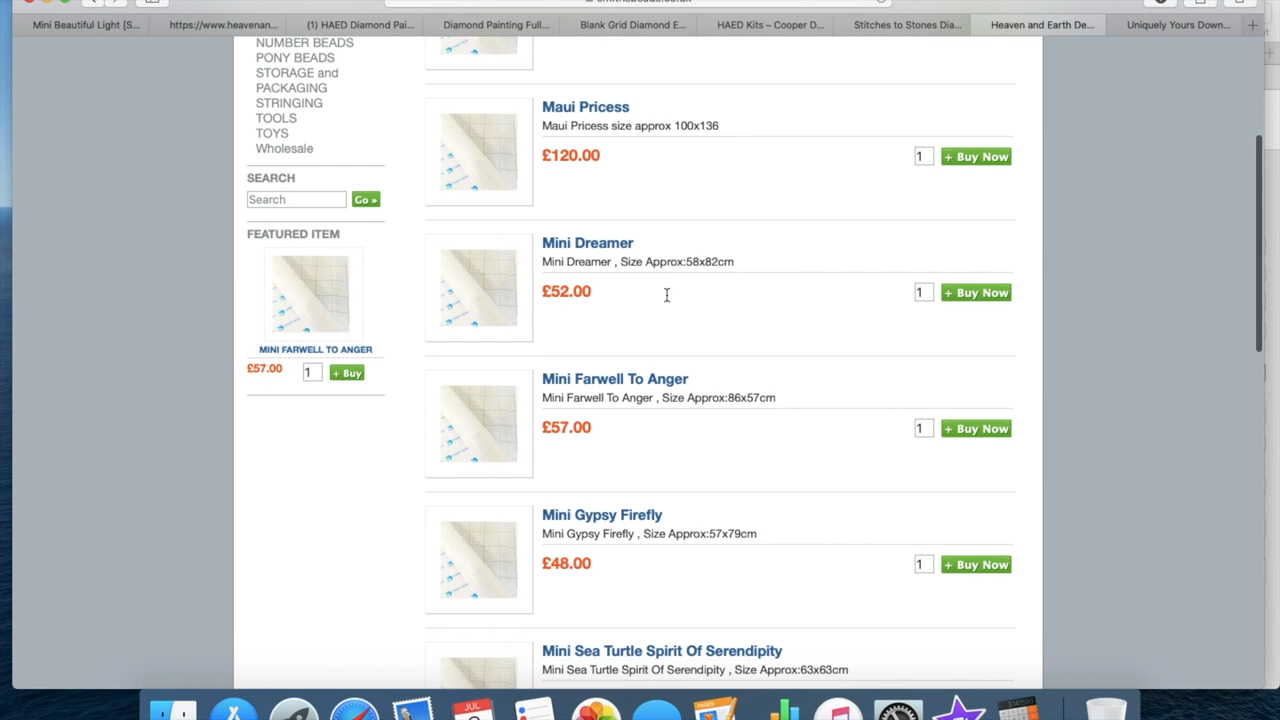 Mini Beautiful Light [S...
https://www.heavenan...
(1) HAED Diamond Pai...
Diamond Painting Full...
Blank Grid Diamond E...
HAED Kits – Cooper D...
Stitches to Stones Dia...
Heaven and Earth De...
Uniquely Yours Down...
NUMBER BEADS
PONY BEADS
STORAGE and
PACKAGING
STRINGING
TOOLS
TOYS
Wholesale
SEARCH
Search
Go »
FEATURED ITEM
MINI FARWELL TO ANGER
£57.00
1
+ Buy
Maui Pricess
Maui Pricess size approx 100x136
£120.00
1
+ Buy Now
Mini Dreamer
Mini Dreamer , Size Approx:58x82cm
£52.00
1
+ Buy Now
Mini Farwell To Anger
Mini Farwell To Anger , Size Approx:86x57cm
£57.00
1
+ Buy Now
Mini Gypsy Firefly
Mini Gypsy Firefly , Size Approx:57x79cm
£48.00
1
+ Buy Now
Mini Sea Turtle Spirit Of Serendipity
Mini Sea Turtle Spirit Of Serendipity , Size Approx:63x63cm
JUL
PAGES